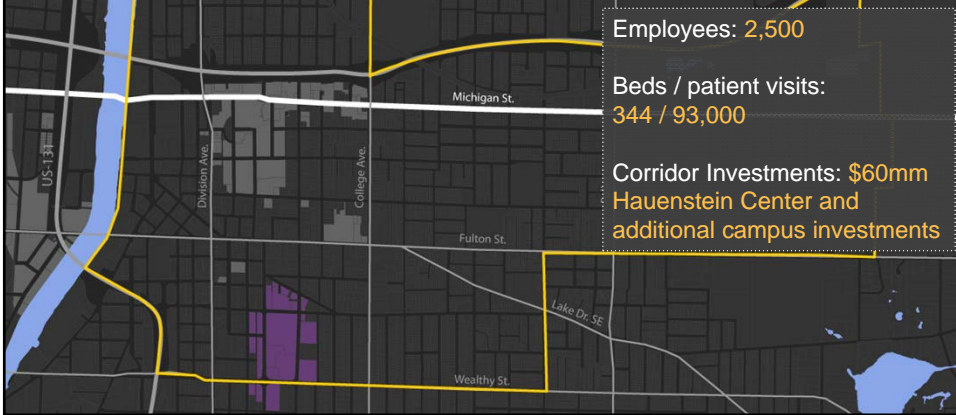 Employees: 2,500
Beds / patient visits:
344 / 93,000
Corridor Investments: $60mm
Hauenstein Center and
additional campus investments
Michigan St.
US-131
Division Ave.
College Ave.
Fulton St.
Lake Dr. SE
Wealthy St.